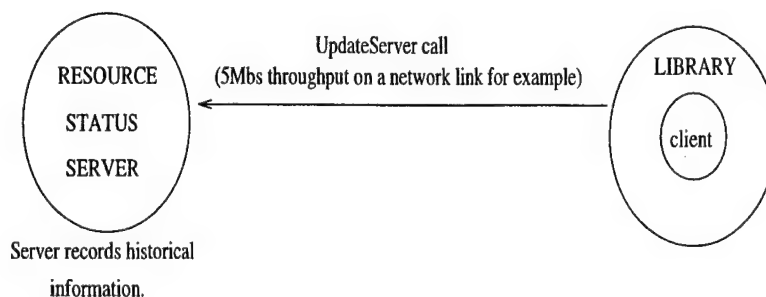 UpdateServer call
(5Mbs throughput on a network link for example)
RESOURCE
STATUS
SERVER
LIBRARY
client
Server records historical
information.